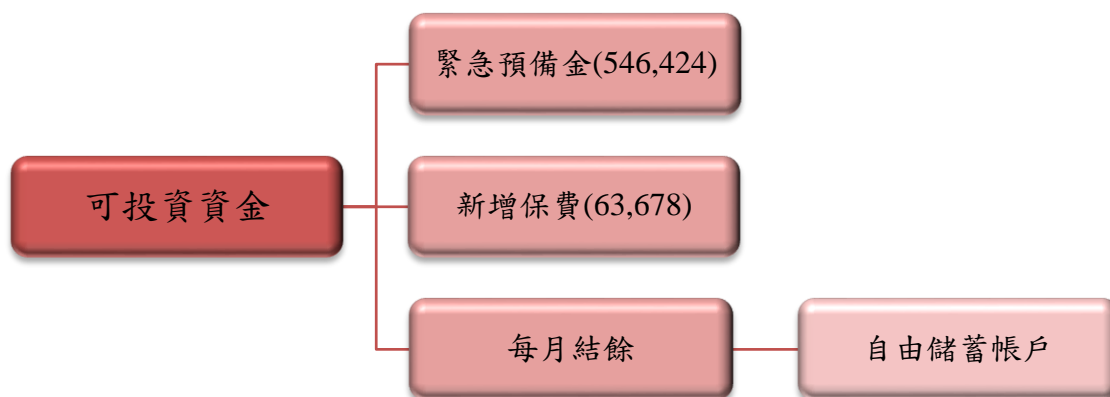 緊急預備金(546,424)
可投資資金
新增保費(63,678)
每月結餘
自由儲蓄帳戶